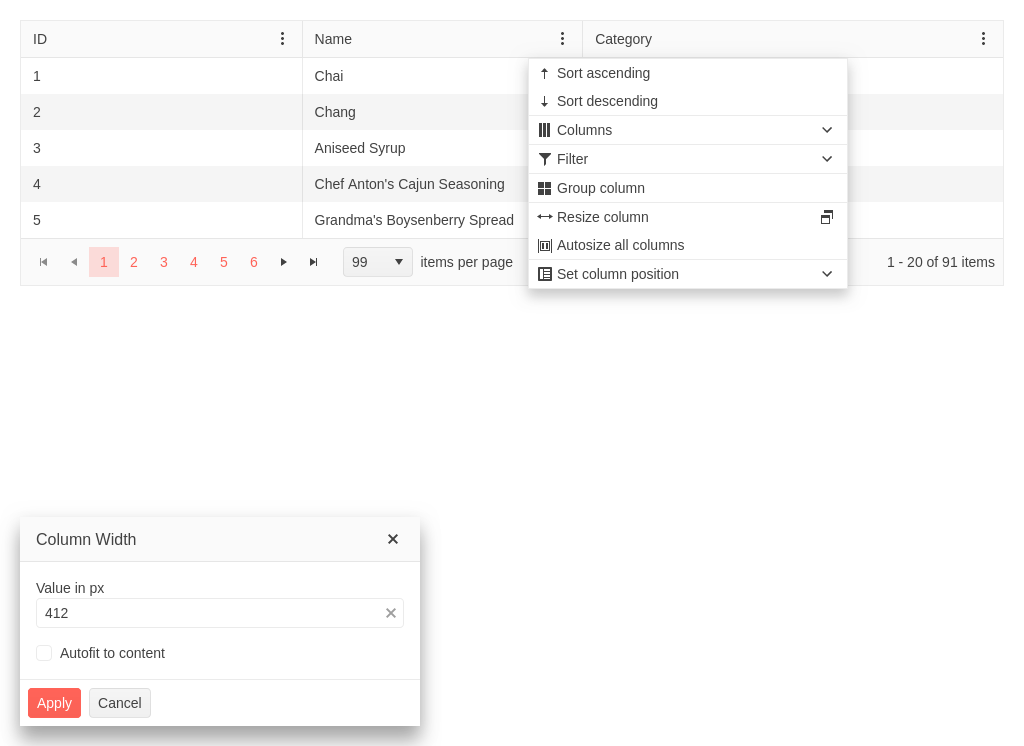 ID Name Category
1 Chai
2 Chang
3 Aniseed Syrup
4 Chef Anton's Cajun Seasoning
5 Grandma's Boysenberry Spread
Sort ascending
Sort descending
Columns
Filter
Group column
Resize column
Autosize all columns
Set column position
1 2 3 4 5 6 99 items per page 1 - 20 of 91 items
Column Width
Value in px
412
Autofit to content
Apply Cancel